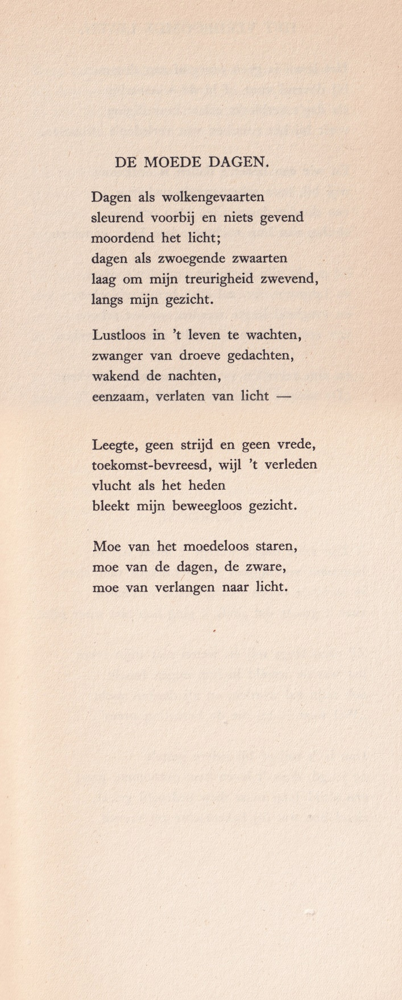 DE MOEDE DAGEN.
Dagen als wolkengevaarten
sleurend voorbij en niets gevend
moordend het licht;
dagen als zwoegende zwaarten
laag om mijn treurigheid zwevend,
langs mijn gezicht.
Lustloos in ’t leven te wachten,
zwanger van droeve gedachten,
wakend de nachten,
eenzaam, verlaten van licht —
Leegte, geen strijd en geen vrede,
toekomst-bevreesd, wijl ’t verleden
vlucht als het heden
bleekt mijn beweegloos gezicht.
Moe van het moedeloos staren,
moe van de dagen, de zware,
moe van verlangen naar licht.